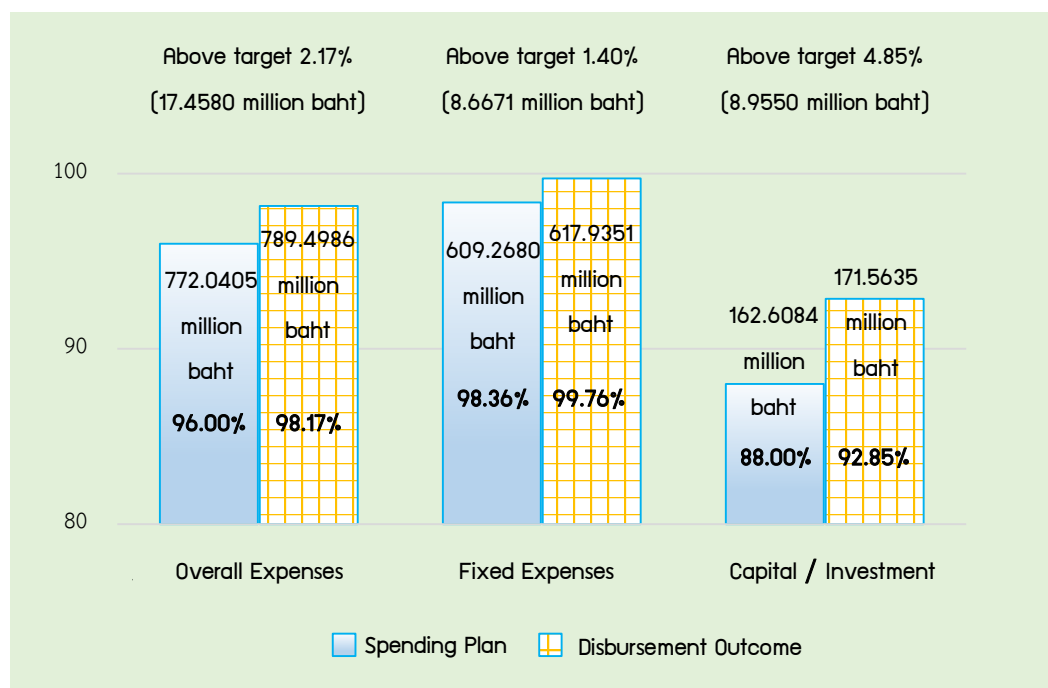 Above target 2.17%
(17.4580 million baht)
Above target 1.40%
(8.6671 million baht)
Above target 4.85%
(8.9550 million baht)
100
90
80
772.0405
million
baht
96.00%
789.4986
million
baht
98.17%
609.2680
million
baht
98.36%
617.9351
million
baht
99.76%
162.6084
million
baht
88.00%
171.5635
million
baht
92.85%
Overall Expenses
Fixed Expenses
Capital / Investment
Spending Plan
Disbursement Outcome